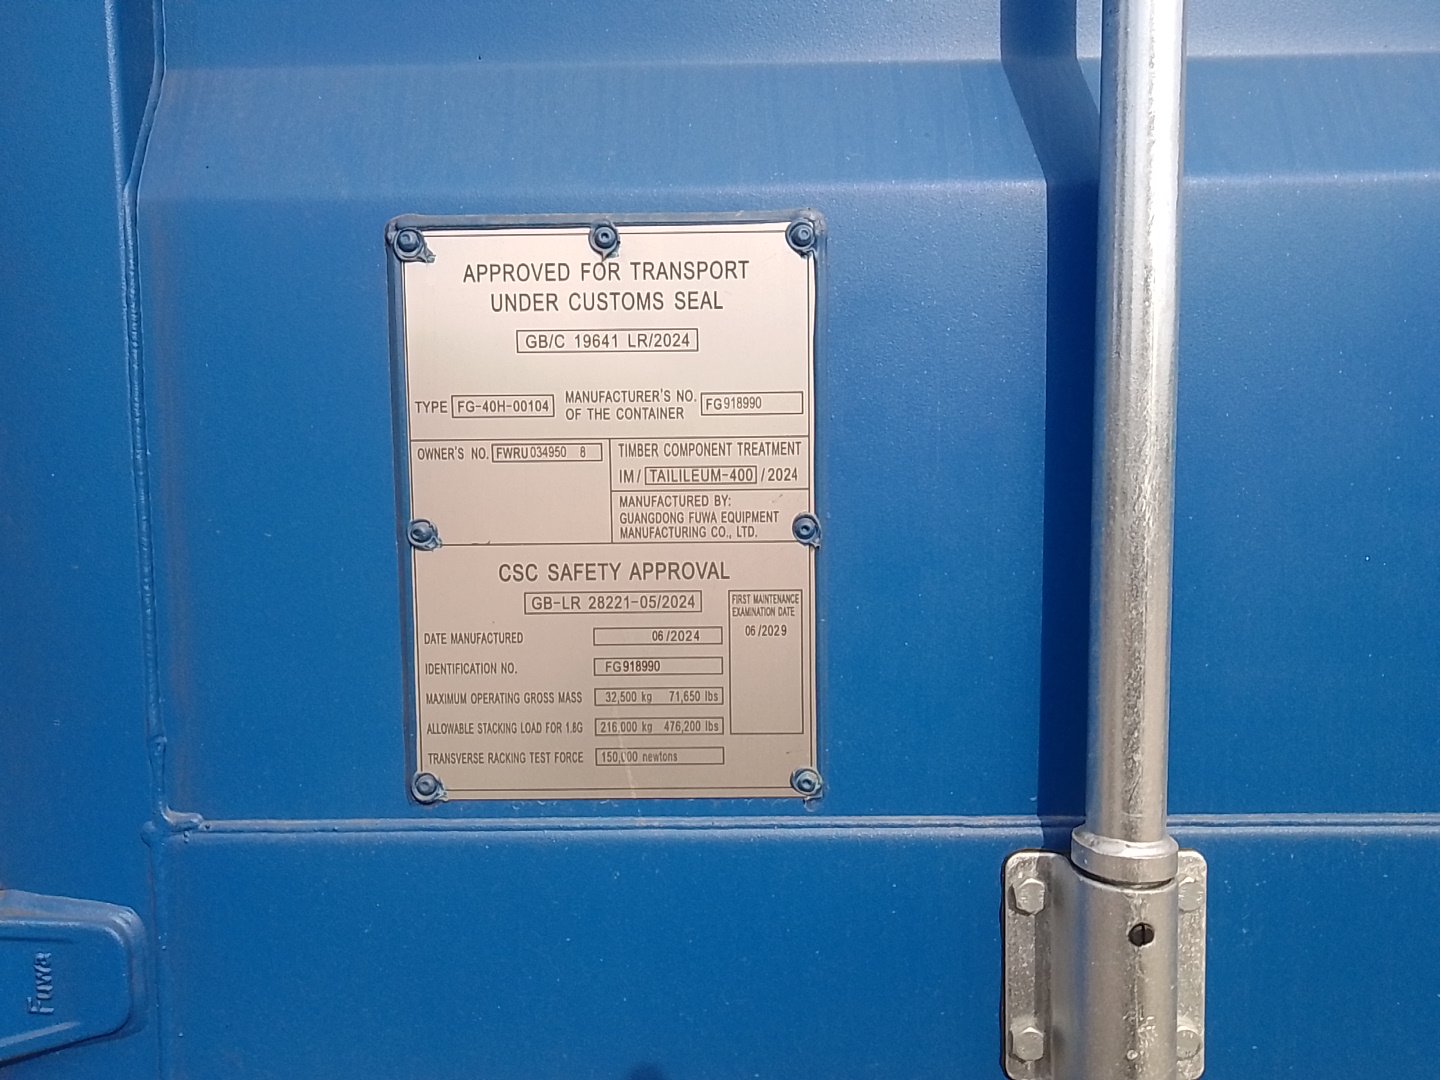 APPROVED FOR TRANSPORT
UNDER CUSTOMS SEAL
GB/C 19641 LR/2024
TYPE FG-40H-00104
MANUFACTURER'S NO.
OF THE CONTAINER
FG918990
OWNER'S NO. FWRU034950 8
TIMBER COMPONENT TREATMENT
IM/ TAILILEUM-400 /2024
MANUFACTURED BY:
GUANGDONG FUWA EQUIPMENT
MANUFACTURING CO., LTD.
CSC SAFETY APPROVAL
GB-LR 28221-05/2024
FIRST MAINTENANCE
EXAMINATION DATE
06/2029
DATE MANUFACTURED 06/2024
IDENTIFICATION NO. FG918990
MAXIMUM OPERATING GROSS MASS 32,500 kg 71,650 lbs
ALLOWABLE STACKING LOAD FOR 1.8G 216,000 kg 476,200 lbs
TRANSVERSE RACKING TEST FORCE 150,000 newtons
Fuwa